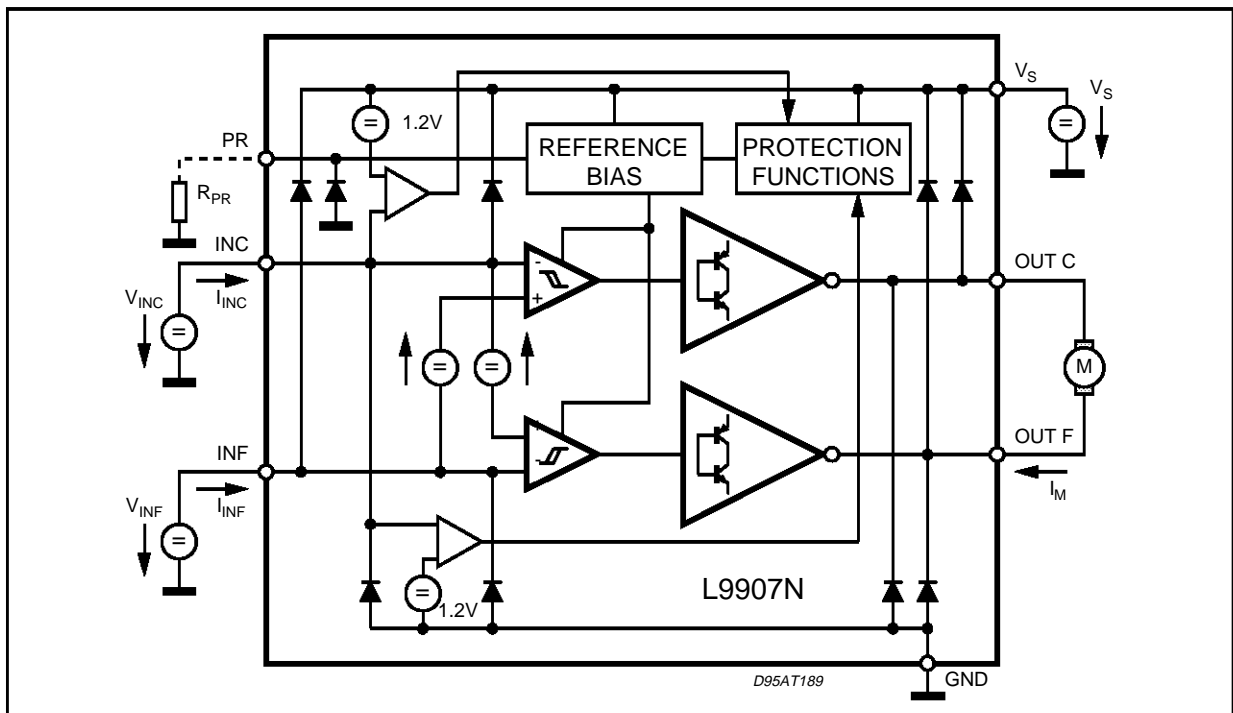 V_S
V_S
=
1.2V
=
PR
REFERENCE
BIAS
PROTECTION
FUNCTIONS
R_PR
INC
-
+
OUT C
V_INC
I_INC
=
=
=
M
INF
+
-
OUT F
V_INF
I_INF
I_M
=
=
1.2V
L9907N
D95AT189
GND